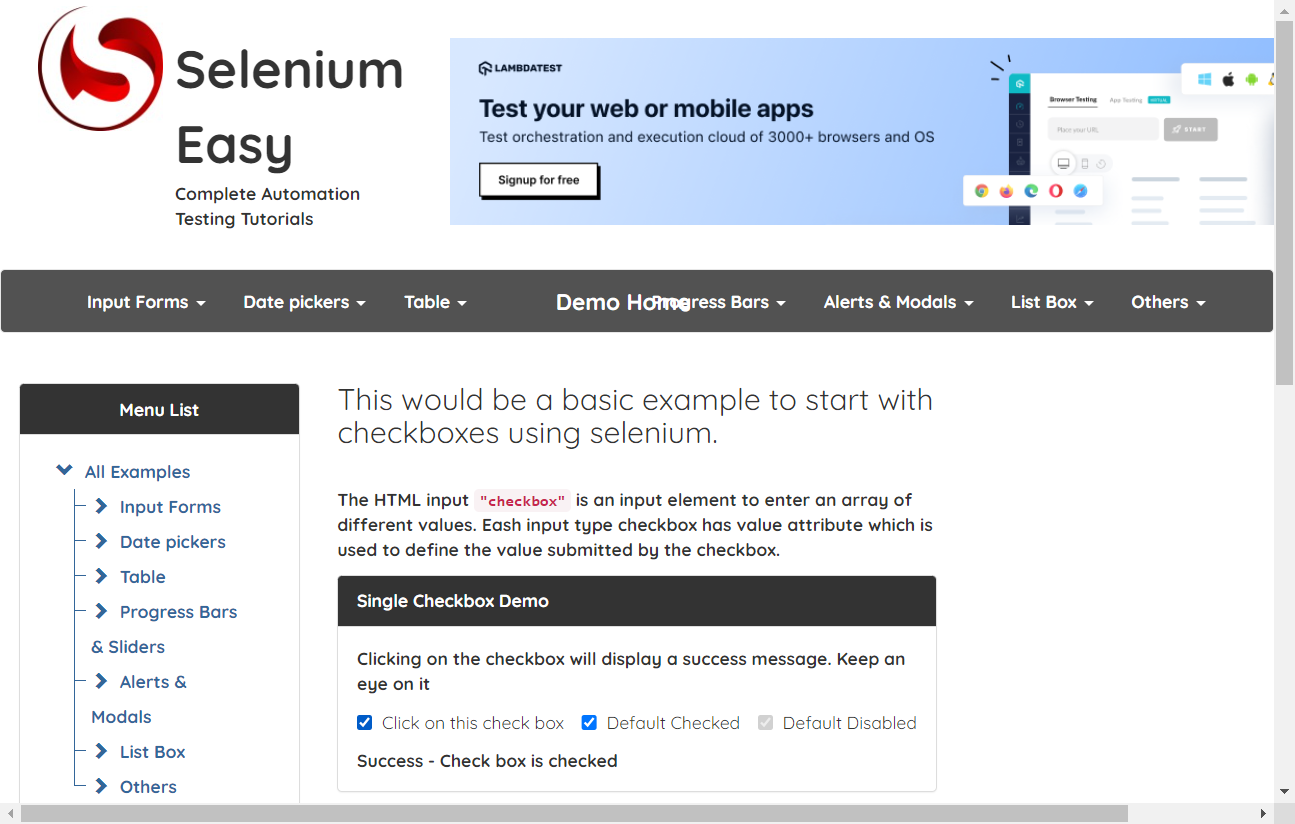 Selenium
Easy
Complete Automation
Testing Tutorials
LAMBDATEST
Test your web or mobile apps
Test orchestration and execution cloud of 3000+ browsers and OS
Signup for free
Browser Testing
App Testing
VIRTUAL
Place your URL
START
Input Forms
Date pickers
Table
Demo Home
Progress Bars
Alerts & Modals
List Box
Others
Menu List
All Examples
Input Forms
Date pickers
Table
Progress Bars
& Sliders
Alerts &
Modals
List Box
Others
This would be a basic example to start with
checkboxes using selenium.
The HTML input "checkbox" is an input element to enter an array of
different values. Eash input type checkbox has value attribute which is
used to define the value submitted by the checkbox.
Single Checkbox Demo
Clicking on the checkbox will display a success message. Keep an
eye on it
Click on this check box Default Checked Default Disabled
Success - Check box is checked